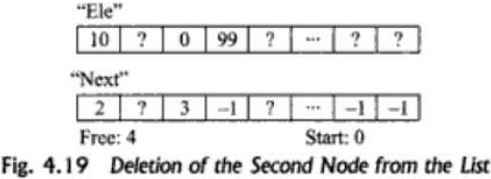 “Ele”
10 ? 0 99 ? ... ? ?
“Next”
2 ? 3 –1 ? ... –1 –1
Free: 4 Start: 0
Fig. 4.19 Deletion of the Second Node from the List